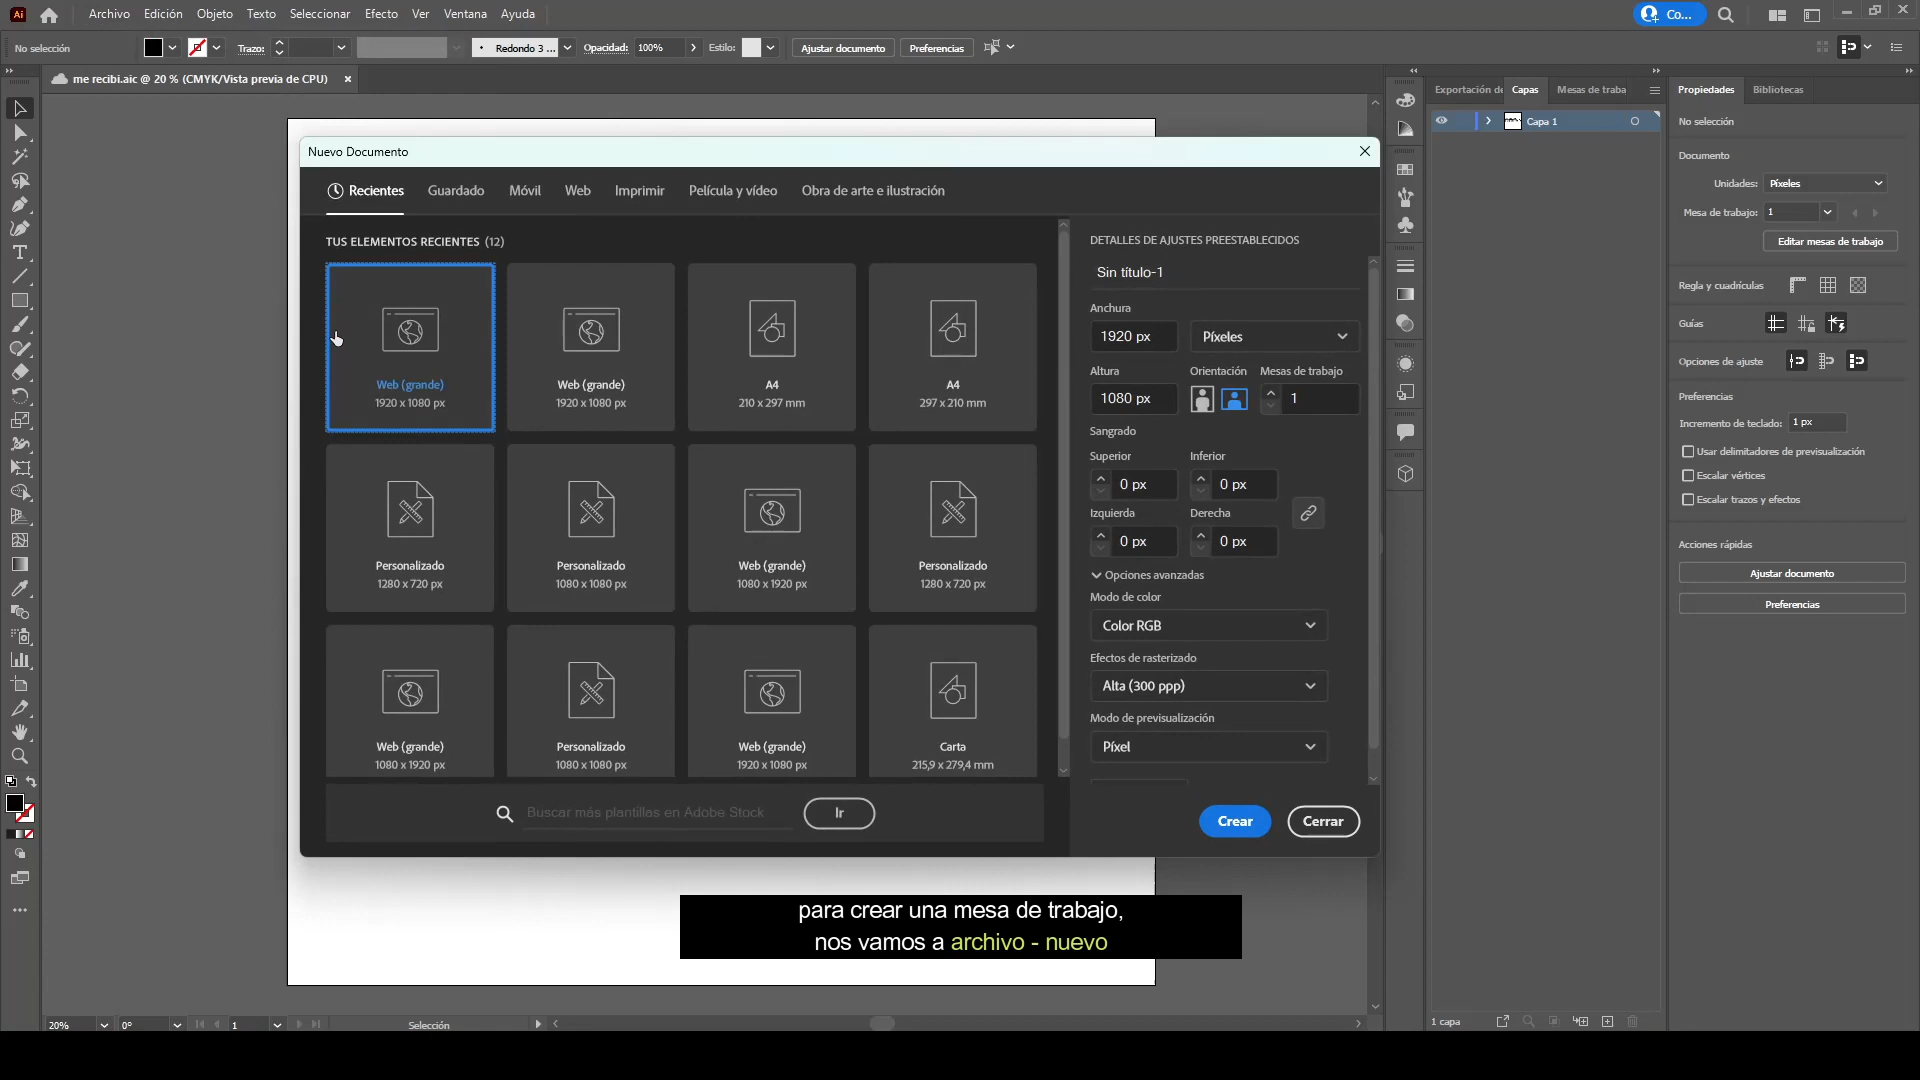 Ai
Archivo Edición Objeto Texto Seleccionar Efecto Ver Ventana Ayuda
Co...
No selección
Trazo:
Redondo 3 ...
Opacidad: 100%
Estilo:
Ajustar documento
Preferencias
me recibi.aic @ 20 % (CMYK/Vista previa de CPU)
Nuevo Documento
Recientes Guardado Móvil Web Imprimir Película y vídeo Obra de arte e ilustración
TUS ELEMENTOS RECIENTES (12)
Web (grande)
1920 x 1080 px
Web (grande)
1920 x 1080 px
A4
210 x 297 mm
A4
297 x 210 mm
Personalizado
1280 x 720 px
Personalizado
1080 x 1080 px
Web (grande)
1080 x 1920 px
Personalizado
1280 x 720 px
Web (grande)
1080 x 1920 px
Personalizado
1080 x 1080 px
Web (grande)
1920 x 1080 px
Carta
215,9 x 279,4 mm
Buscar más plantillas en Adobe Stock
Ir
DETALLES DE AJUSTES PREESTABLECIDOS
Sin título-1
Anchura
1920 px
Píxeles
Altura Orientación Mesas de trabajo
1080 px
1
Sangrado
Superior Inferior
0 px 0 px
Izquierda Derecha
0 px 0 px
Opciones avanzadas
Modo de color
Color RGB
Efectos de rasterizado
Alta (300 ppp)
Modo de previsualización
Píxel
Crear Cerrar
para crear una mesa de trabajo,
nos vamos a archivo - nuevo
20% 0° 1 Selección
Exportación de Capas Mesas de traba
Capa 1
1 capa
Propiedades Bibliotecas
No selección
Documento
Unidades: Píxeles
Mesa de trabajo: 1
Editar mesas de trabajo
Regla y cuadrículas
Guías
Opciones de ajuste
Preferencias
Incremento de teclado: 1 px
Usar delimitadores de previsualización
Escalar vértices
Escalar trazos y efectos
Acciones rápidas
Ajustar documento
Preferencias